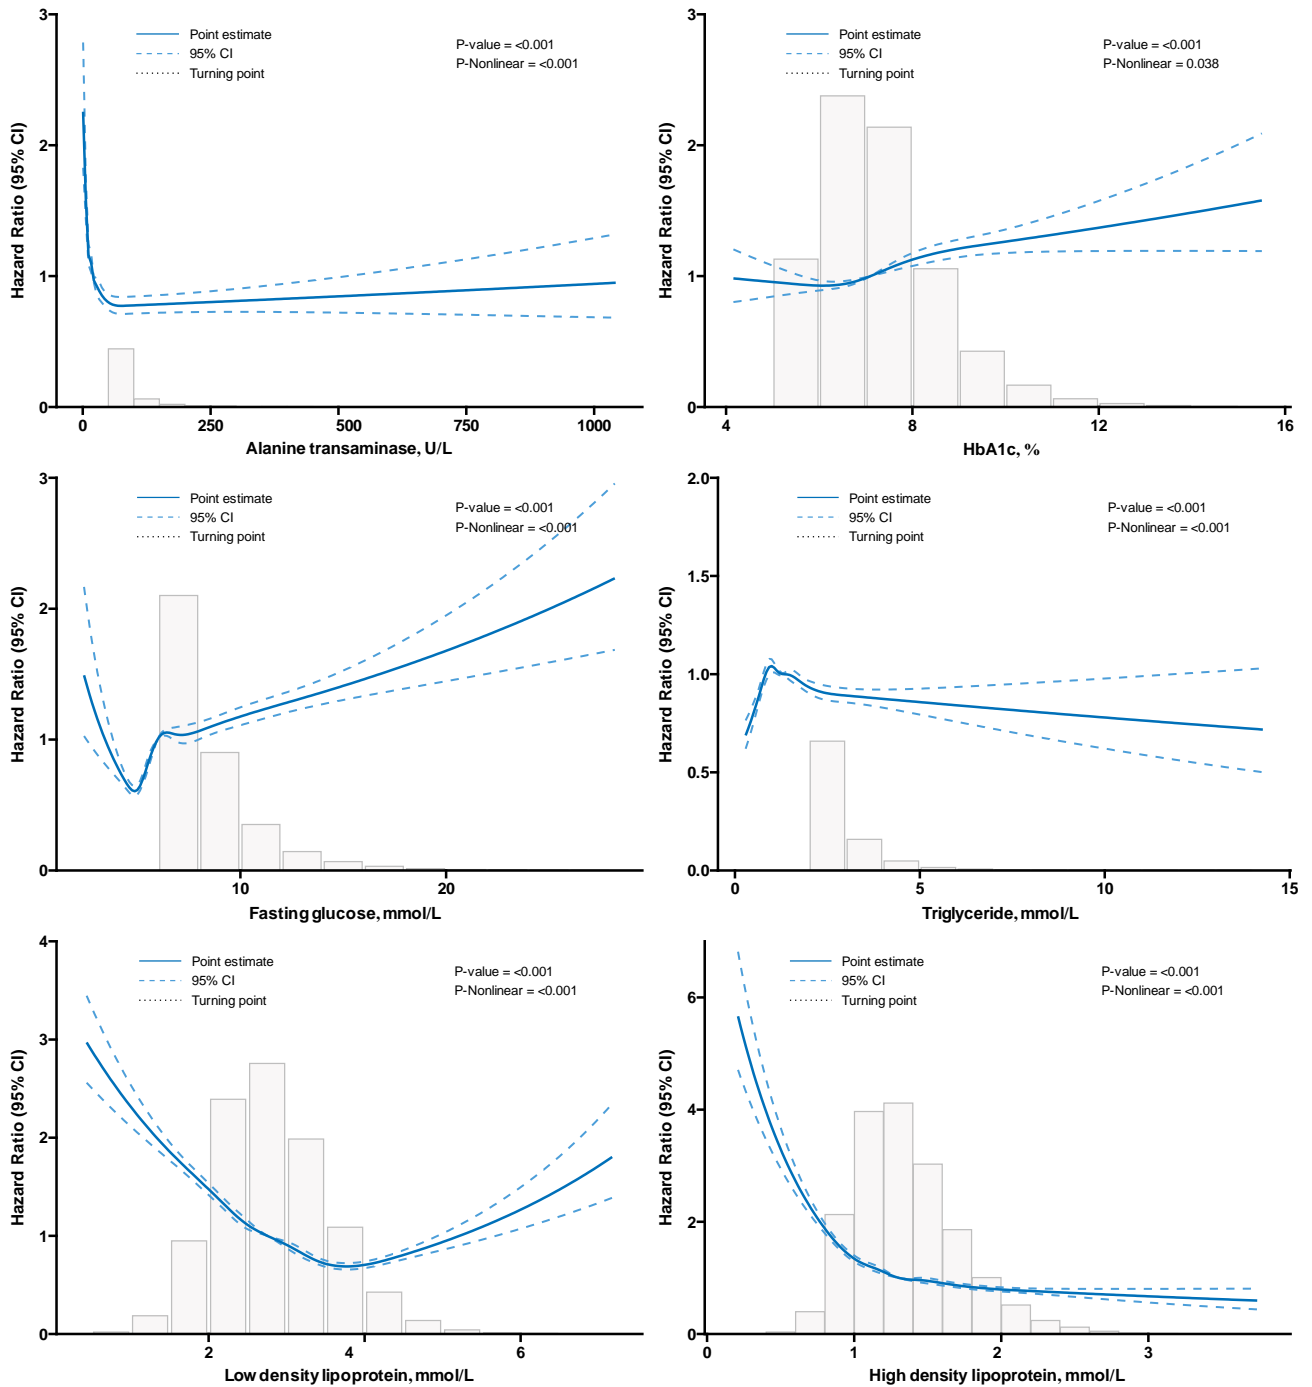 3
2
1
0
Hazard Ratio (95% CI)
Point estimate
95% CI
Turning point
P-value = <0.001
P-Nonlinear = <0.001
0
250
500
750
1000
Alanine transaminase, U/L
3
2
1
0
Hazard Ratio (95% CI)
Point estimate
95% CI
Turning point
P-value = <0.001
P-Nonlinear = 0.038
4
8
12
16
HbA1c, %
3
2
1
0
Hazard Ratio (95% CI)
Point estimate
95% CI
Turning point
P-value = <0.001
P-Nonlinear = <0.001
10
20
Fasting glucose, mmol/L
2.0
1.5
1.0
0.5
0.0
Hazard Ratio (95% CI)
Point estimate
95% CI
Turning point
P-value = <0.001
P-Nonlinear = <0.001
0
5
10
15
Triglyceride, mmol/L
4
3
2
1
0
Hazard Ratio (95% CI)
Point estimate
95% CI
Turning point
P-value = <0.001
P-Nonlinear = <0.001
2
4
6
Low density lipoprotein, mmol/L
6
4
2
0
Hazard Ratio (95% CI)
Point estimate
95% CI
Turning point
P-value = <0.001
P-Nonlinear = <0.001
0
1
2
3
High density lipoprotein, mmol/L